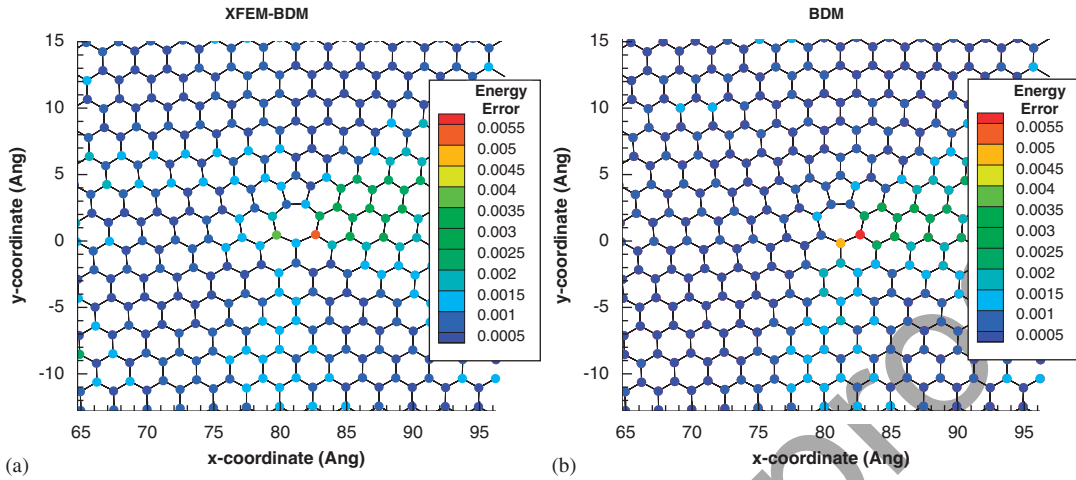 XFEM-BDM
15
10
5
0
-5
-10
y-coordinate (Ang)
65 70 75 80 85 90 95
x-coordinate (Ang)
Energy
Error
0.0055
0.005
0.0045
0.004
0.0035
0.003
0.0025
0.002
0.0015
0.001
0.0005
(a)
BDM
15
10
5
0
-5
-10
y-coordinate (Ang)
65 70 75 80 85 90 95
x-coordinate (Ang)
Energy
Error
0.0055
0.005
0.0045
0.004
0.0035
0.003
0.0025
0.002
0.0015
0.001
0.0005
(b)
pro